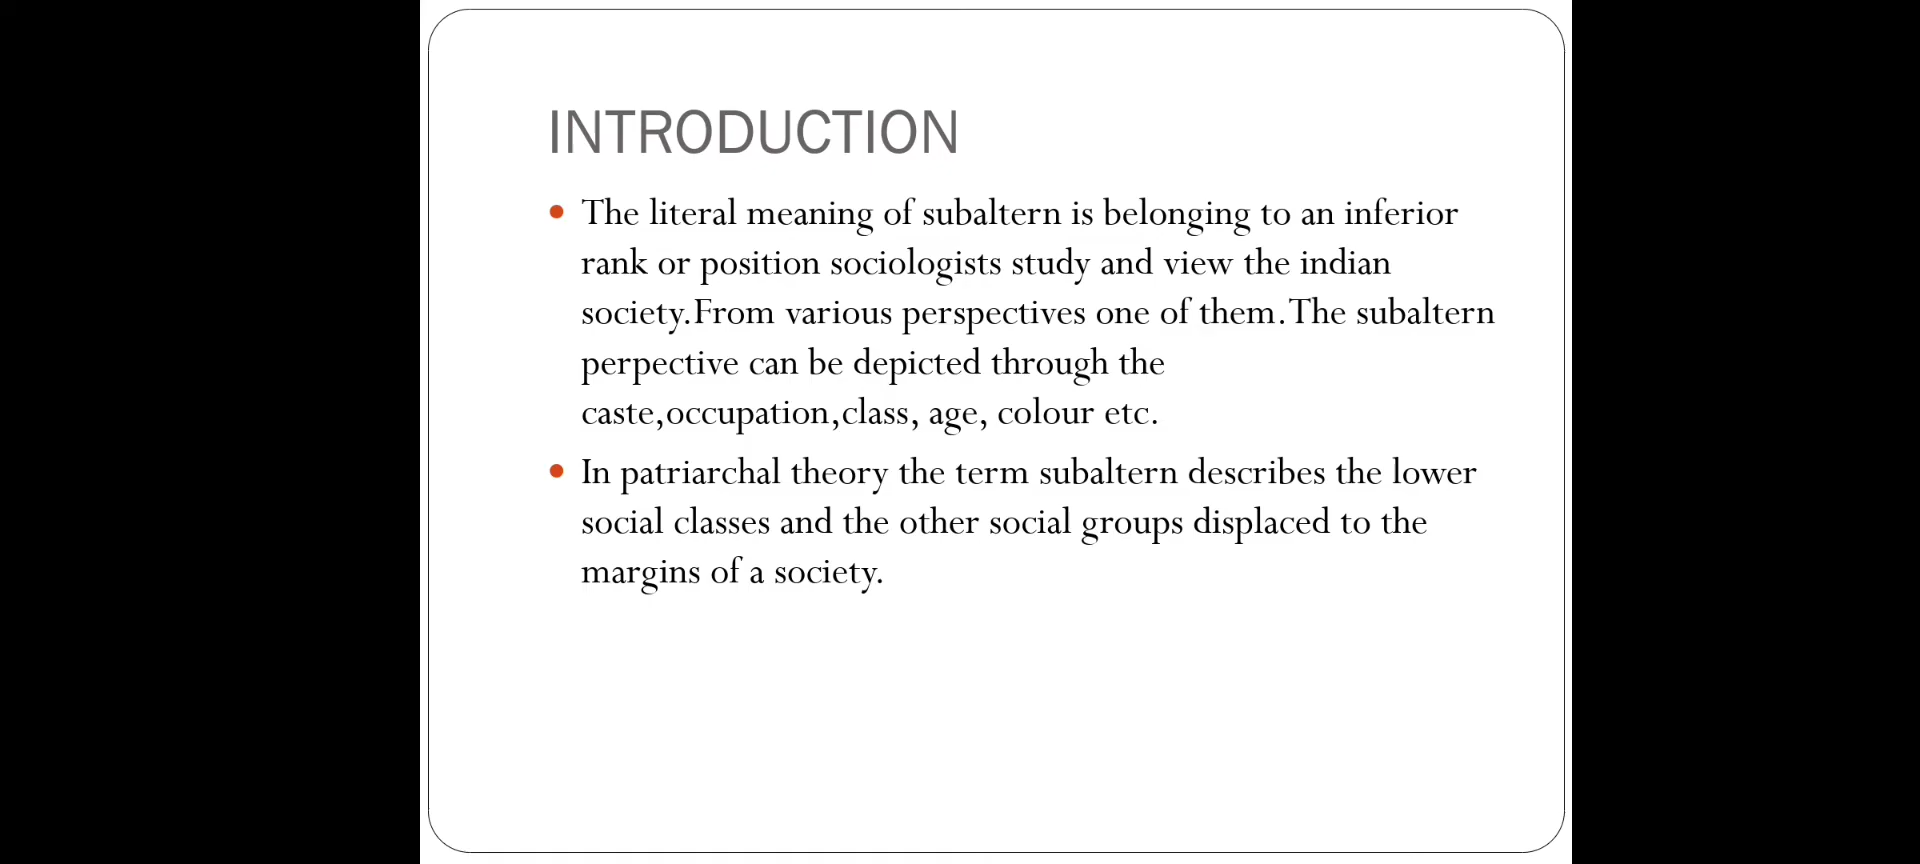 INTRODUCTION
The literal meaning of subaltern is belonging to an inferior
rank or position sociologists study and view the indian
society.From various perspectives one of them.The subaltern
perpective can be depicted through the
caste,occupation,class, age, colour etc.
In patriarchal theory the term subaltern describes the lower
social classes and the other social groups displaced to the
margins of a society.